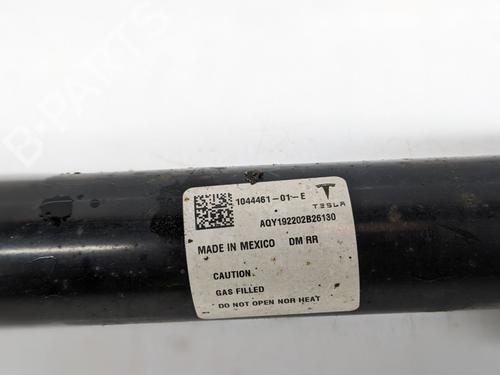 B-PARTS
1044461-01-E
TESLA
AQY192202B26130
MADE IN MEXICO DM RR
CAUTION
GAS FILLED
DO NOT OPEN NOR HEAT